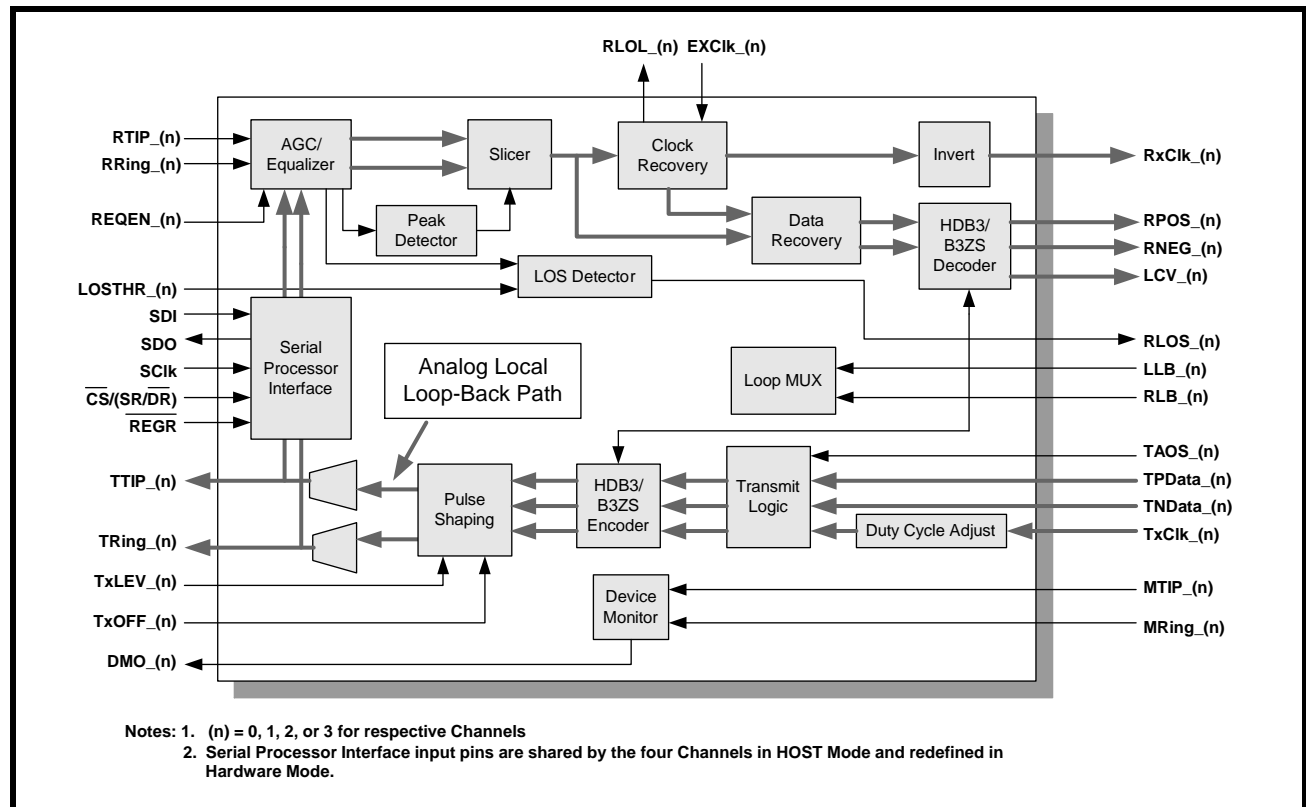 RLOL_(n) EXClk_(n)
RTIP_(n)
RRing_(n)
REQEN_(n)
LOSTHR_(n)
SDI
SDO
SClk
CS/(SR/DR)
REGR
TTIP_(n)
TRing_(n)
TxLEV_(n)
TxOFF_(n)
DMO_(n)
AGC/
Equalizer
Slicer
Clock
Recovery
Invert
Peak
Detector
Data
Recovery
HDB3/
B3ZS
Decoder
LOS Detector
Serial
Processor
Interface
Analog Local
Loop-Back Path
Loop MUX
Pulse
Shaping
HDB3/
B3ZS
Encoder
Transmit
Logic
Duty Cycle Adjust
Device
Monitor
RxClk_(n)
RPOS_(n)
RNEG_(n)
LCV_(n)
RLOS_(n)
LLB_(n)
RLB_(n)
TAOS_(n)
TPData_(n)
TNData_(n)
TxClk_(n)
MTIP_(n)
MRing_(n)
Notes: 1. (n) = 0, 1, 2, or 3 for respective Channels
2. Serial Processor Interface input pins are shared by the four Channels in HOST Mode and redefined in
Hardware Mode.